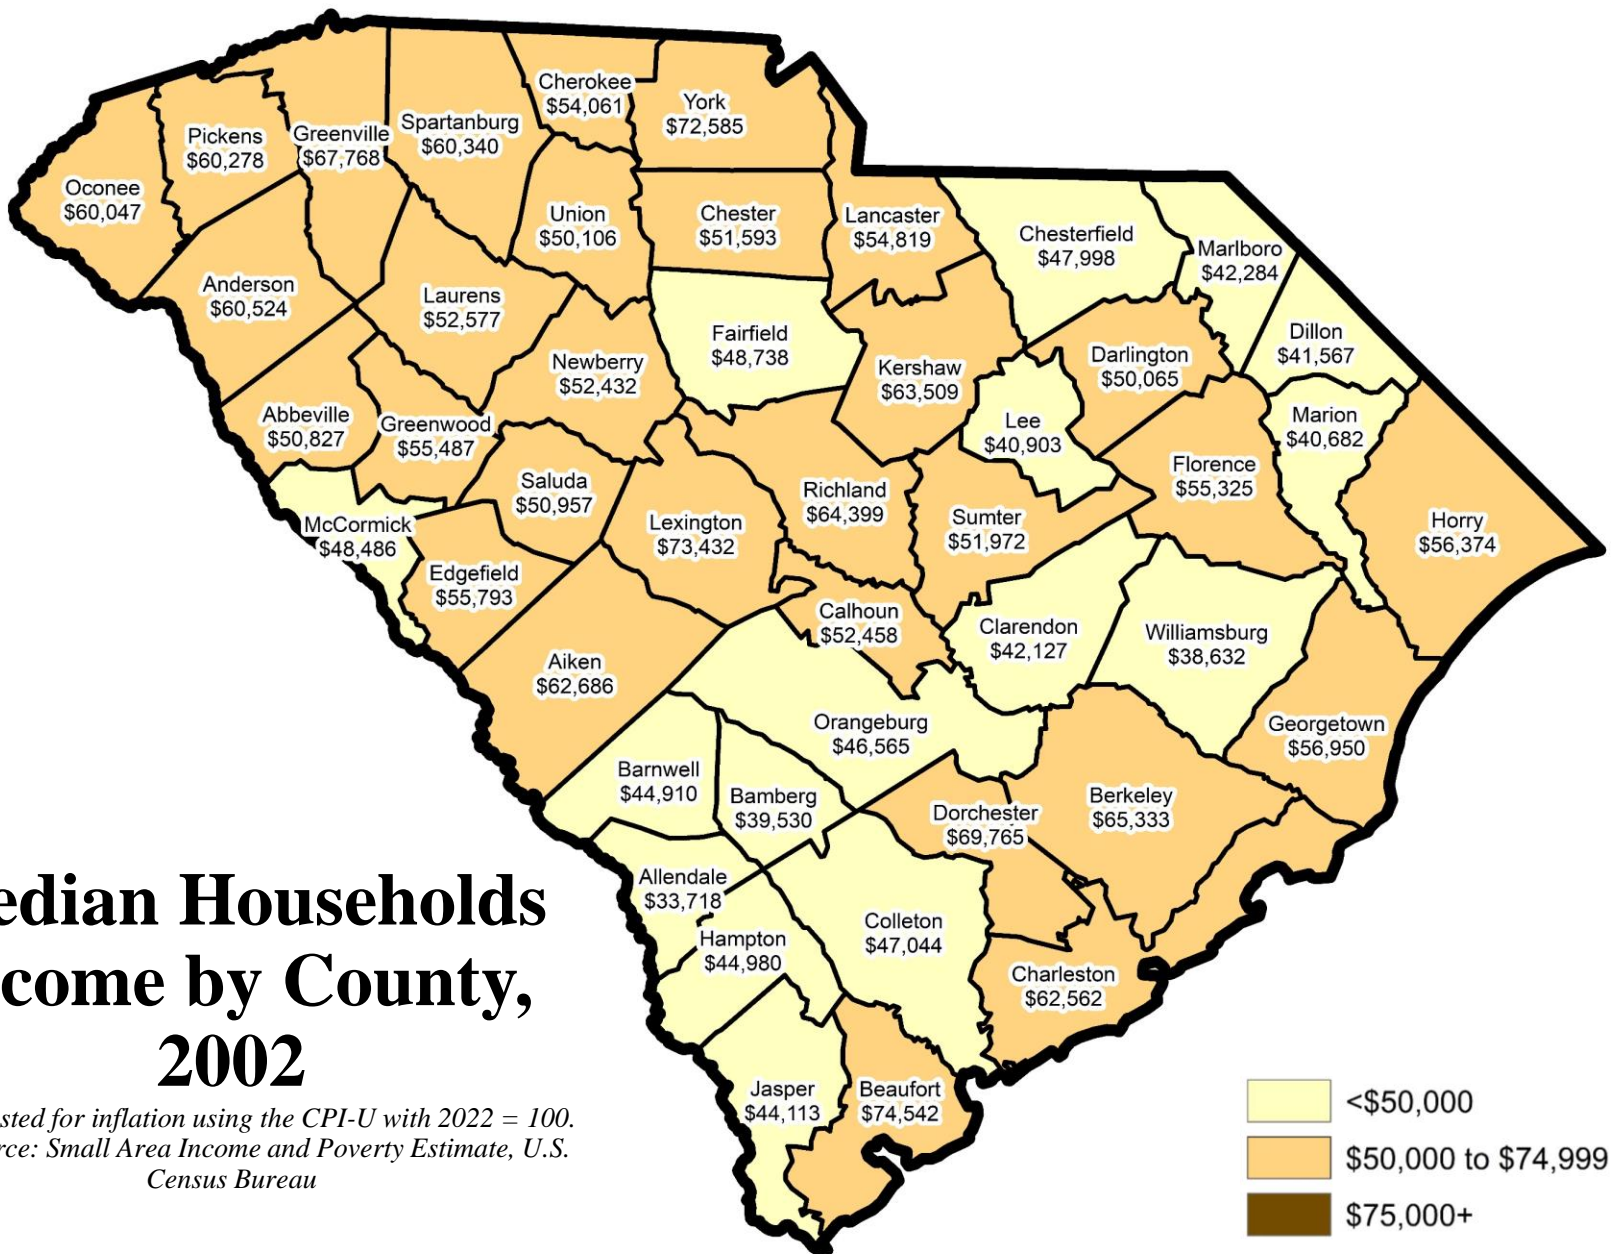 Cherokee
$54,061
York
$72,585
Spartanburg
$60,340
Greenville
$67,768
Pickens
$60,278
Oconee
$60,047
Union
$50,106
Chester
$51,593
Lancaster
$54,819
Chesterfield
$47,998
Marlboro
$42,284
Anderson
$60,524
Laurens
$52,577
Fairfield
$48,738
Newberry
$52,432
Kershaw
$63,509
Darlington
$50,065
Dillon
$41,567
Abbeville
$50,827
Greenwood
$55,487
Lee
$40,903
Marion
$40,682
Florence
$55,325
Saluda
$50,957
Richland
$64,399
McCormick
$48,486
Lexington
$73,432
Sumter
$51,972
Horry
$56,374
Edgefield
$55,793
Calhoun
$52,458
Clarendon
$42,127
Williamsburg
$38,632
Aiken
$62,686
Orangeburg
$46,565
Georgetown
$56,950
Barnwell
$44,910
Bamberg
$39,530
Dorchester
$69,765
Berkeley
$65,333
Allendale
$33,718
Hampton
$44,980
Colleton
$47,044
Charleston
$62,562
Jasper
$44,113
Beaufort
$74,542
edian Households
come by County,
2002
sted for inflation using the CPI-U with 2022 = 100.
rce: Small Area Income and Poverty Estimate, U.S.
Census Bureau
<$50,000
$50,000 to $74,999
$75,000+